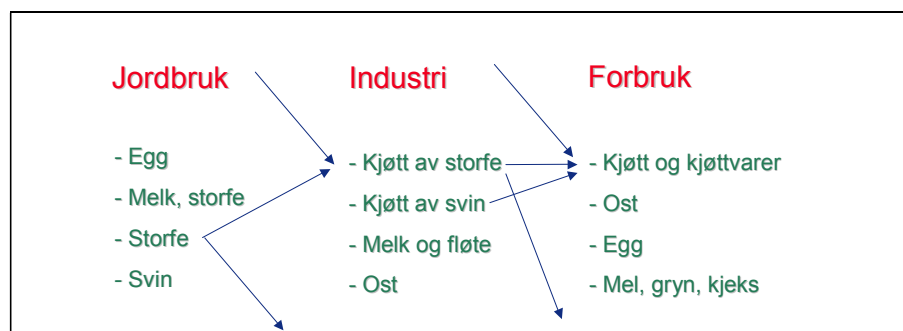 Jordbruk
- Egg
- Melk, storfe
- Storfe
- Svin
Industri
- Kjøtt av storfe
- Kjøtt av svin
- Melk og fløte
- Ost
Forbruk
- Kjøtt og kjøttvarer
- Ost
- Egg
- Mel, gryn, kjeks